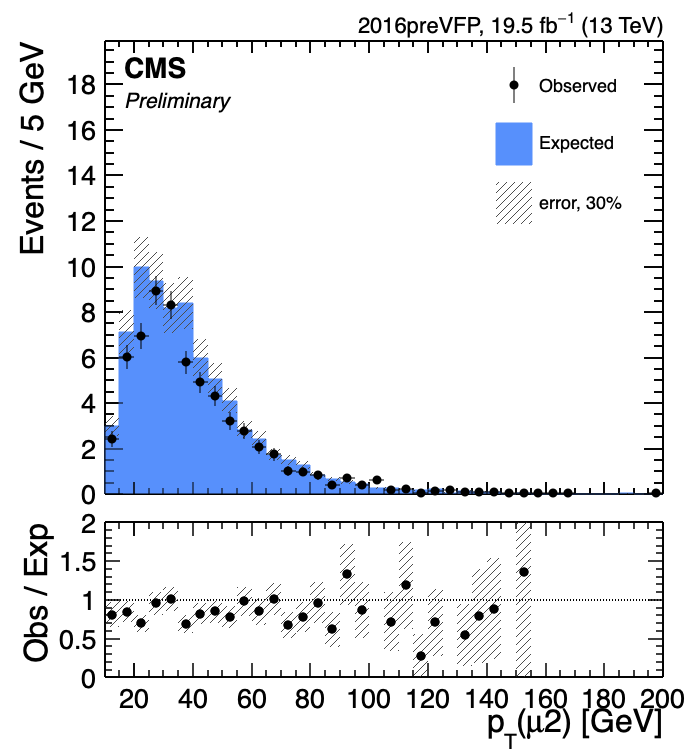 2016preVFP, 19.5 fb⁻¹ (13 TeV)
CMS
Preliminary
Observed
Expected
error, 30%
Events / 5 GeV
18
16
14
12
10
8
6
4
2
0
Obs / Exp
2
1.5
1
0.5
0
20 40 60 80 100 120 140 160 180 200
p_T(μ2) [GeV]